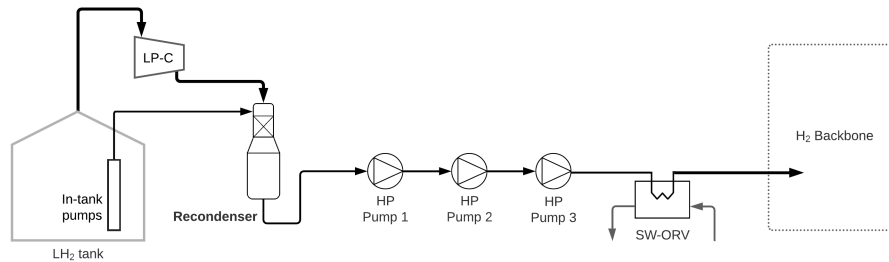 LP-C
H₂ Backbone
In-tank
pumps
Recondenser
HP
Pump 1
HP
Pump 2
HP
Pump 3
SW-ORV
LH₂ tank